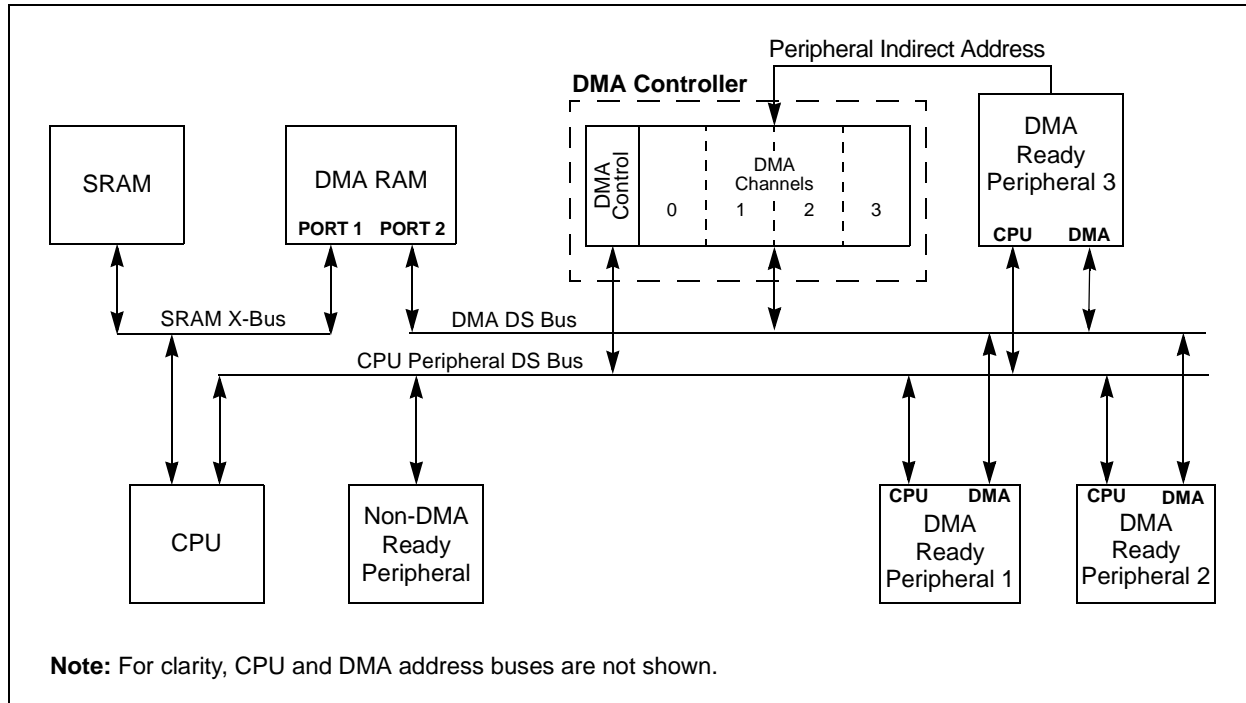 Peripheral Indirect Address
DMA Controller
SRAM
DMA RAM
PORT 1 PORT 2
DMA
Control
DMA
Channels
0 1 2 3
DMA
Ready
Peripheral 3
CPU DMA
SRAM X-Bus
DMA DS Bus
CPU Peripheral DS Bus
CPU
Non-DMA
Ready
Peripheral
CPU DMA
DMA
Ready
Peripheral 1
CPU DMA
DMA
Ready
Peripheral 2
Note: For clarity, CPU and DMA address buses are not shown.